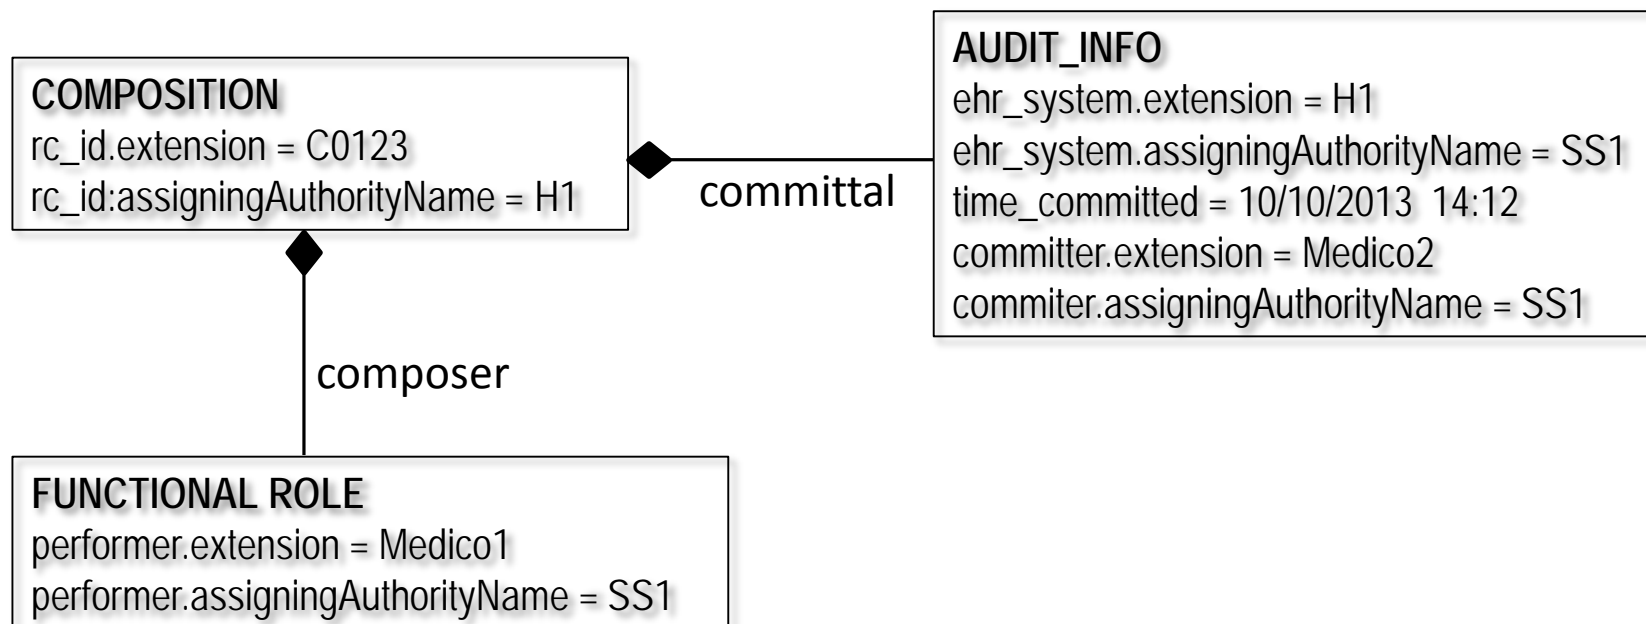 COMPOSITION
rc_id.extension = C0123
rc_id:assigningAuthorityName = H1
committal
AUDIT_INFO
ehr_system.extension = H1
ehr_system.assigningAuthorityName = SS1
time_committed = 10/10/2013 14:12
committer.extension = Medico2
commiter.assigningAuthorityName = SS1
composer
FUNCTIONAL ROLE
performer.extension = Medico1
performer.assigningAuthorityName = SS1